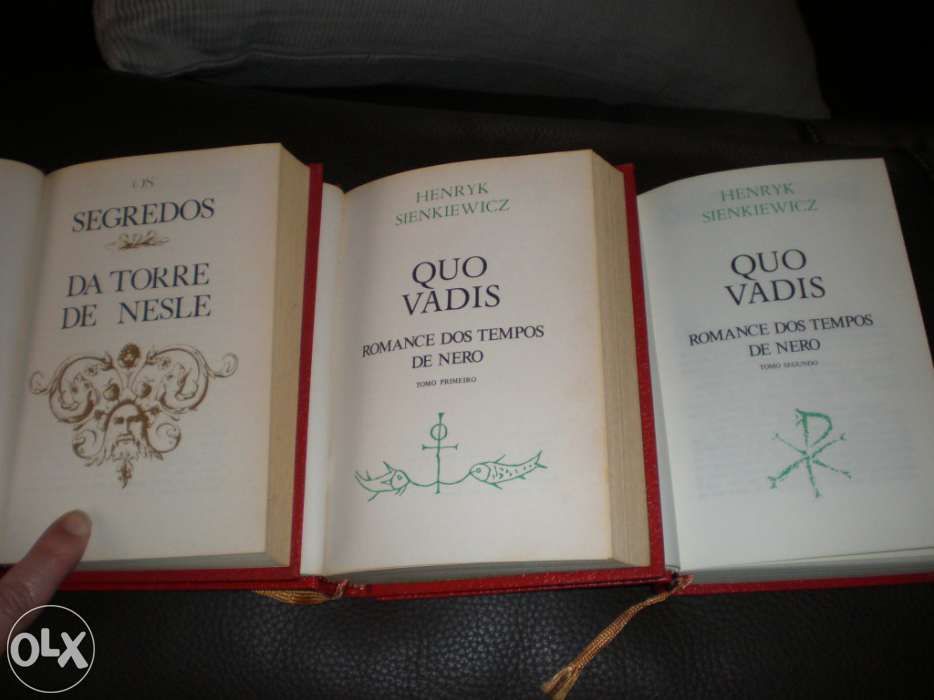 OS
SEGREDOS
DA TORRE
DE NESLE
HENRYK
SIENKIEWICZ
QUO
VADIS
ROMANCE DOS TEMPOS
DE NERO
TOMO PRIMEIRO
HENRYK
SIENKIEWICZ
QUO
VADIS
ROMANCE DOS TEMPOS
DE NERO
TOMO SEGUNDO
OLX